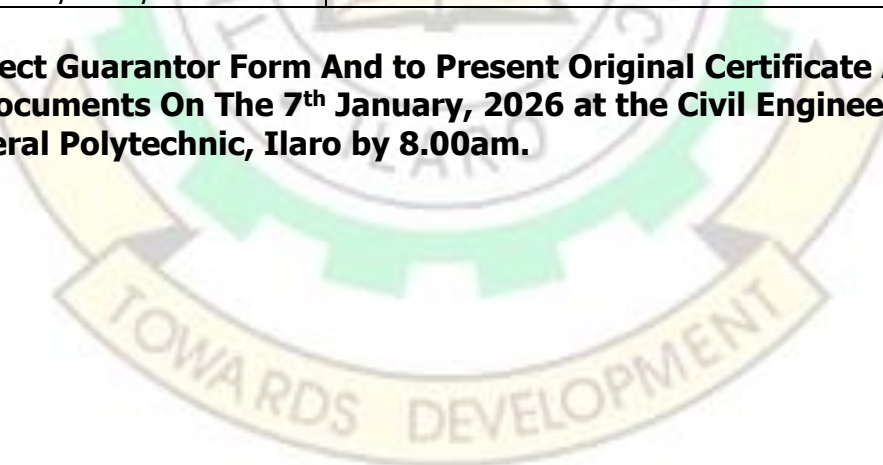 ect Guarantor Form And to Present Original Certificate
ocuments On The 7th January, 2026 at the Civil Enginee
eral Polytechnic, Ilaro by 8.00am.
ILARO
TOWARDS DEVELOPMENT